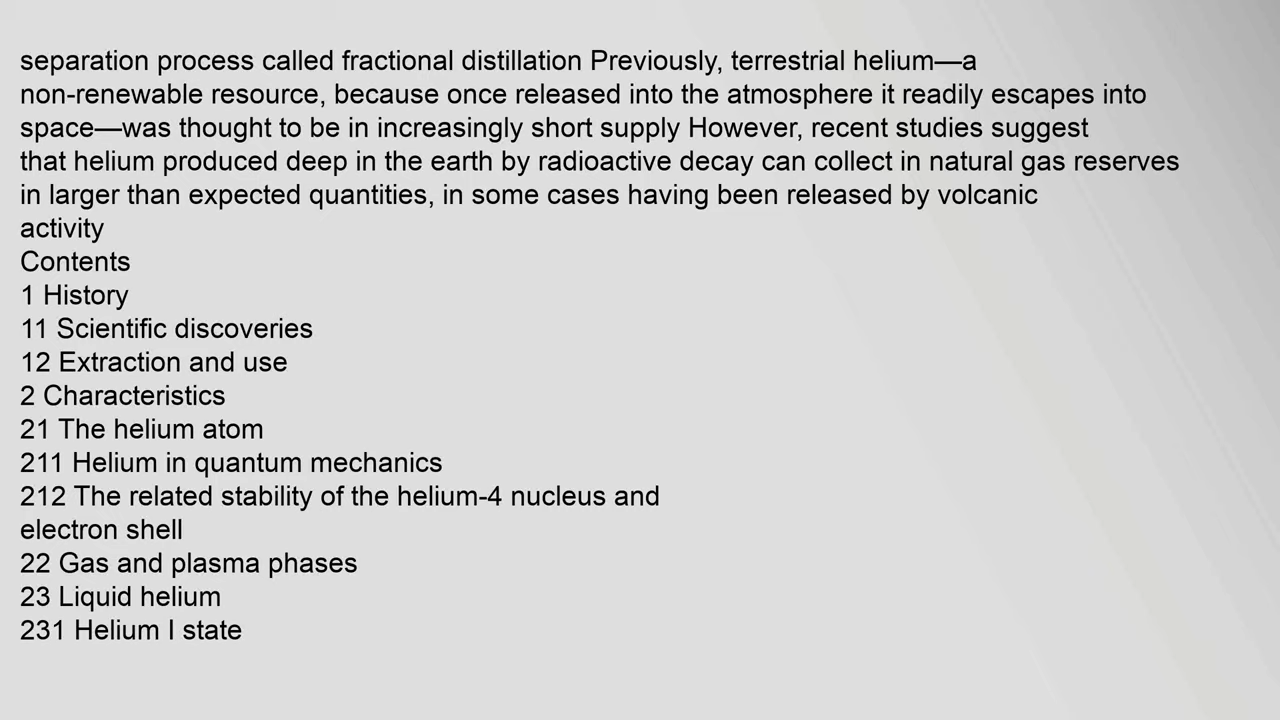 separation process called fractional distillation Previously, terrestrial helium—a
non-renewable resource, because once released into the atmosphere it readily escapes into
space—was thought to be in increasingly short supply However, recent studies suggest
that helium produced deep in the earth by radioactive decay can collect in natural gas reserves
in larger than expected quantities, in some cases having been released by volcanic
activity
Contents
1 History
11 Scientific discoveries
12 Extraction and use
2 Characteristics
21 The helium atom
211 Helium in quantum mechanics
212 The related stability of the helium-4 nucleus and
electron shell
22 Gas and plasma phases
23 Liquid helium
231 Helium I state